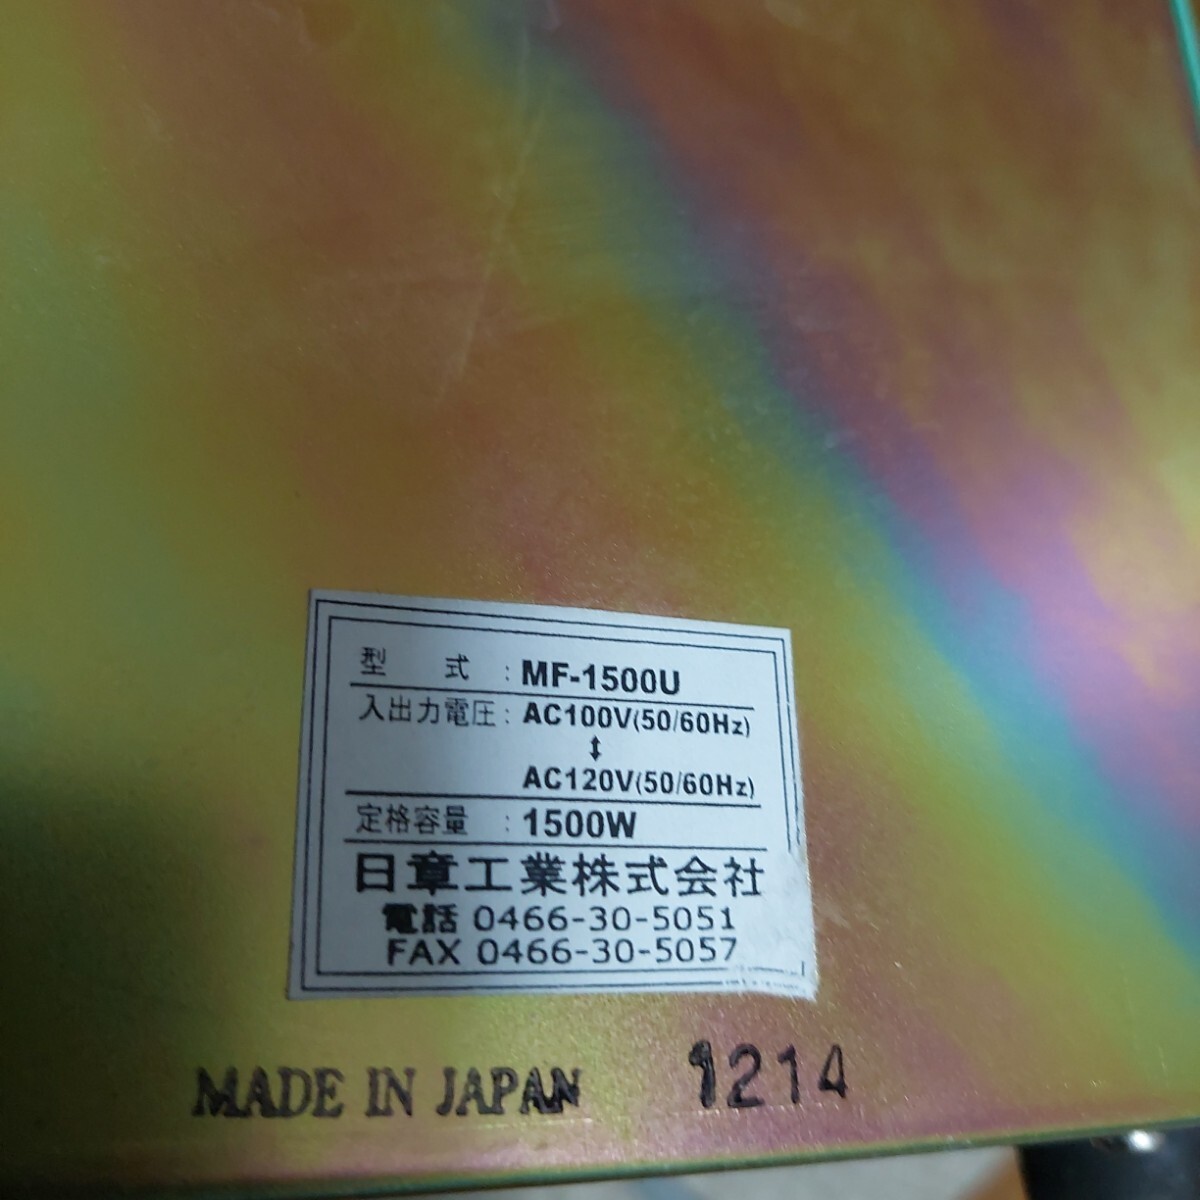 型　式 : MF-1500U
入出力電圧 : AC100V(50/60Hz)
↕
AC120V(50/60Hz)
定格容量 : 1500W
日章工業株式会社
電話 0466-30-5051
FAX 0466-30-5057
MADE IN JAPAN 1214